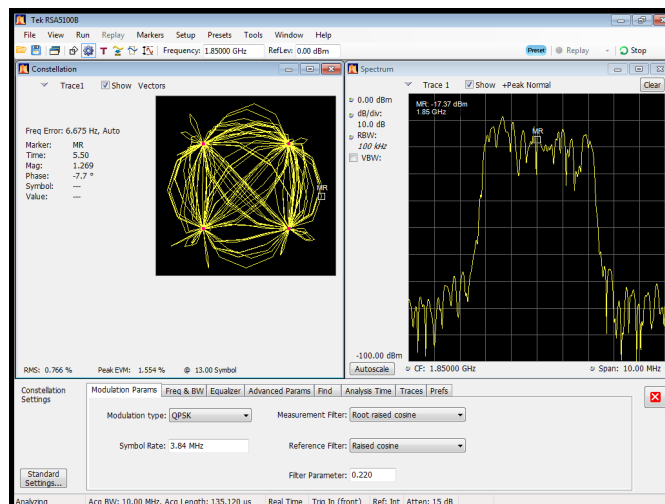 Tek RSA5100B
File View Run Replay Markers Setup Presets Tools Window Help
T Frequency: 1.85000 GHz RefLev: 0.00 dBm Preset Replay Stop
Constellation
Trace1 Show Vectors
Freq Error: 6.675 Hz, Auto
Marker: MR
Time: 5.50
Mag: 1.269
Phase: -7.7 °
Symbol: ---
Value: ---
MR
RMS: 0.766 % Peak EVM: 1.554 % @ 13.00 Symbol
Spectrum
Trace 1 Show +Peak Normal Clear
0.00 dBm
dB/div:
10.0 dB
RBW:
100 kHz
VBW:
MR: -17.37 dBm
1.85 GHz
MR
-100.00 dBm
Autoscale CF: 1.85000 GHz Span: 10.00 MHz
Constellation
Settings
Modulation Params Freq & BW Equalizer Advanced Params Find Analysis Time Traces Prefs
Modulation type: QPSK Measurement Filter: Root raised cosine
Symbol Rate: 3.84 MHz Reference Filter: Raised cosine
Filter Parameter: 0.220
Standard
Settings...
Analyzing Acq BW: 10.00 MHz, Acq Length: 135.120 us Real Time Trig In (front) Ref: Int Atten: 15 dB